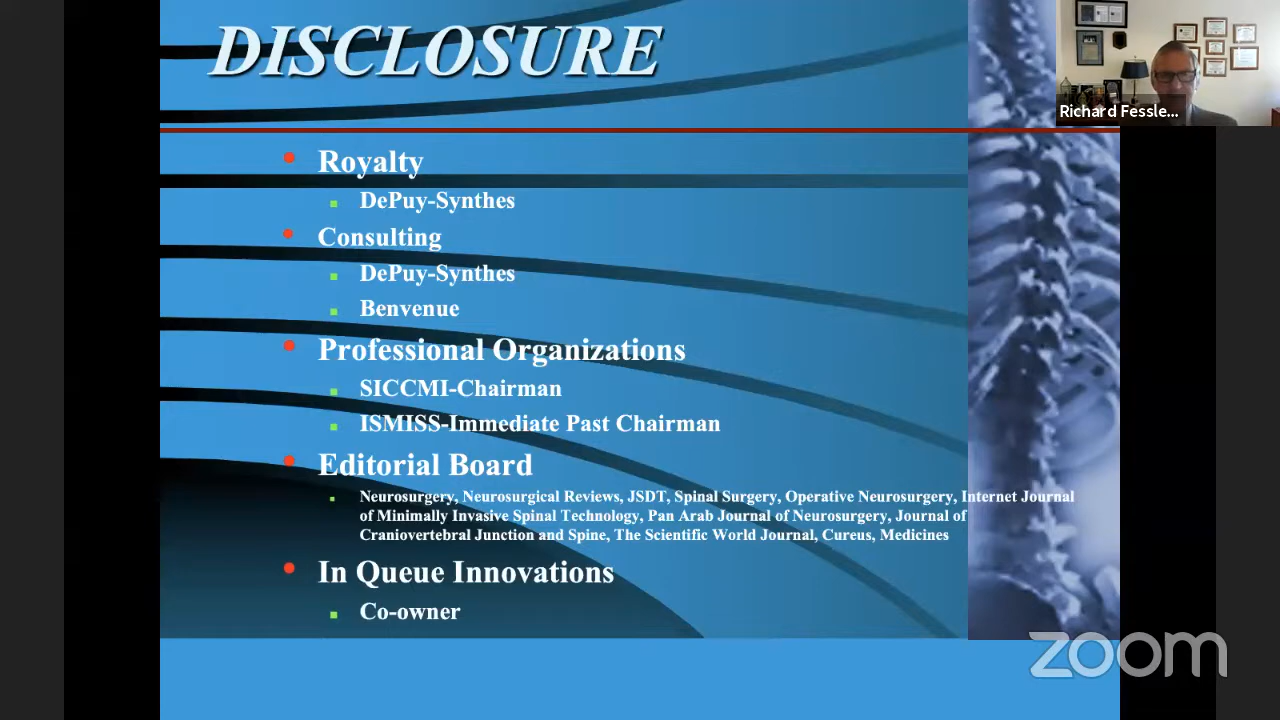 DISCLOSURE
Richard Fessle...
Royalty
DePuy-Synthes
Consulting
DePuy-Synthes
Benvenue
Professional Organizations
SICCMI-Chairman
ISMISS-Immediate Past Chairman
Editorial Board
Neurosurgery, Neurosurgical Reviews, JSDT, Spinal Surgery, Operative Neurosurgery, Internet Journal
of Minimally Invasive Spinal Technology, Pan Arab Journal of Neurosurgery, Journal of
Craniovertebral Junction and Spine, The Scientific World Journal, Cureus, Medicines
In Queue Innovations
Co-owner
zoom